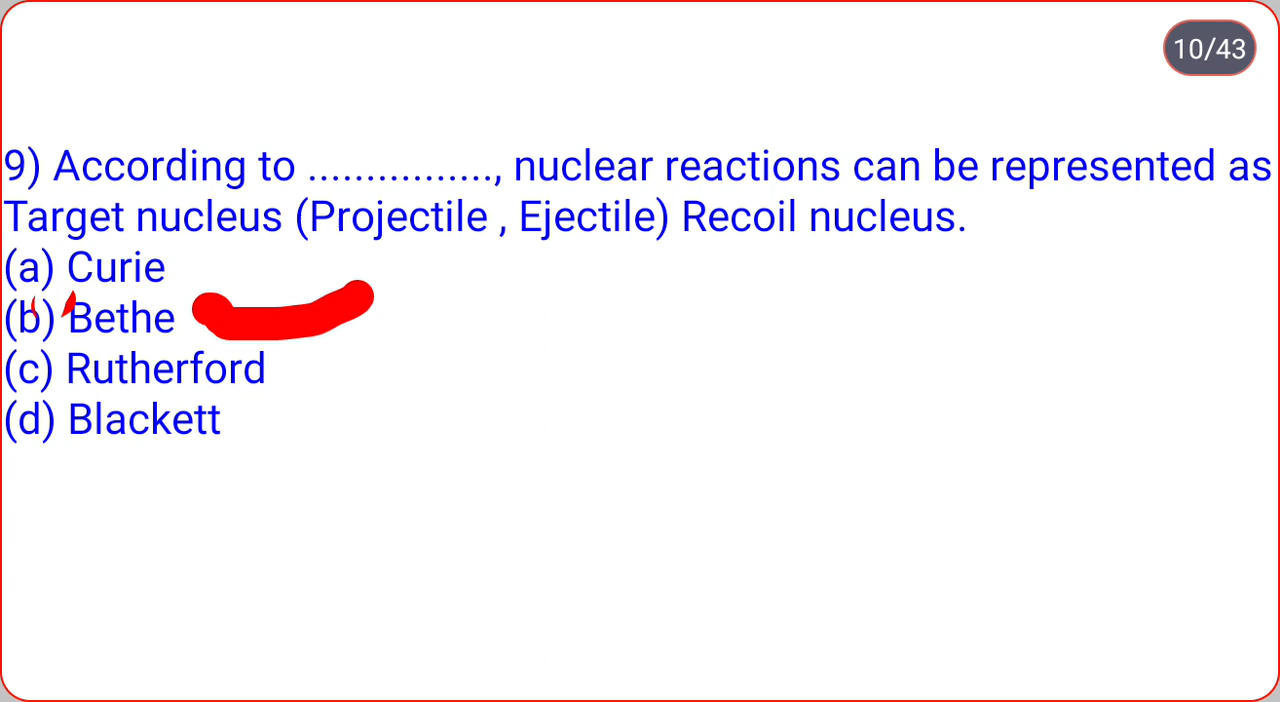 10/43
9) According to ................, nuclear reactions can be represented as
Target nucleus (Projectile , Ejectile) Recoil nucleus.
(a) Curie
(b) Bethe
(c) Rutherford
(d) Blackett